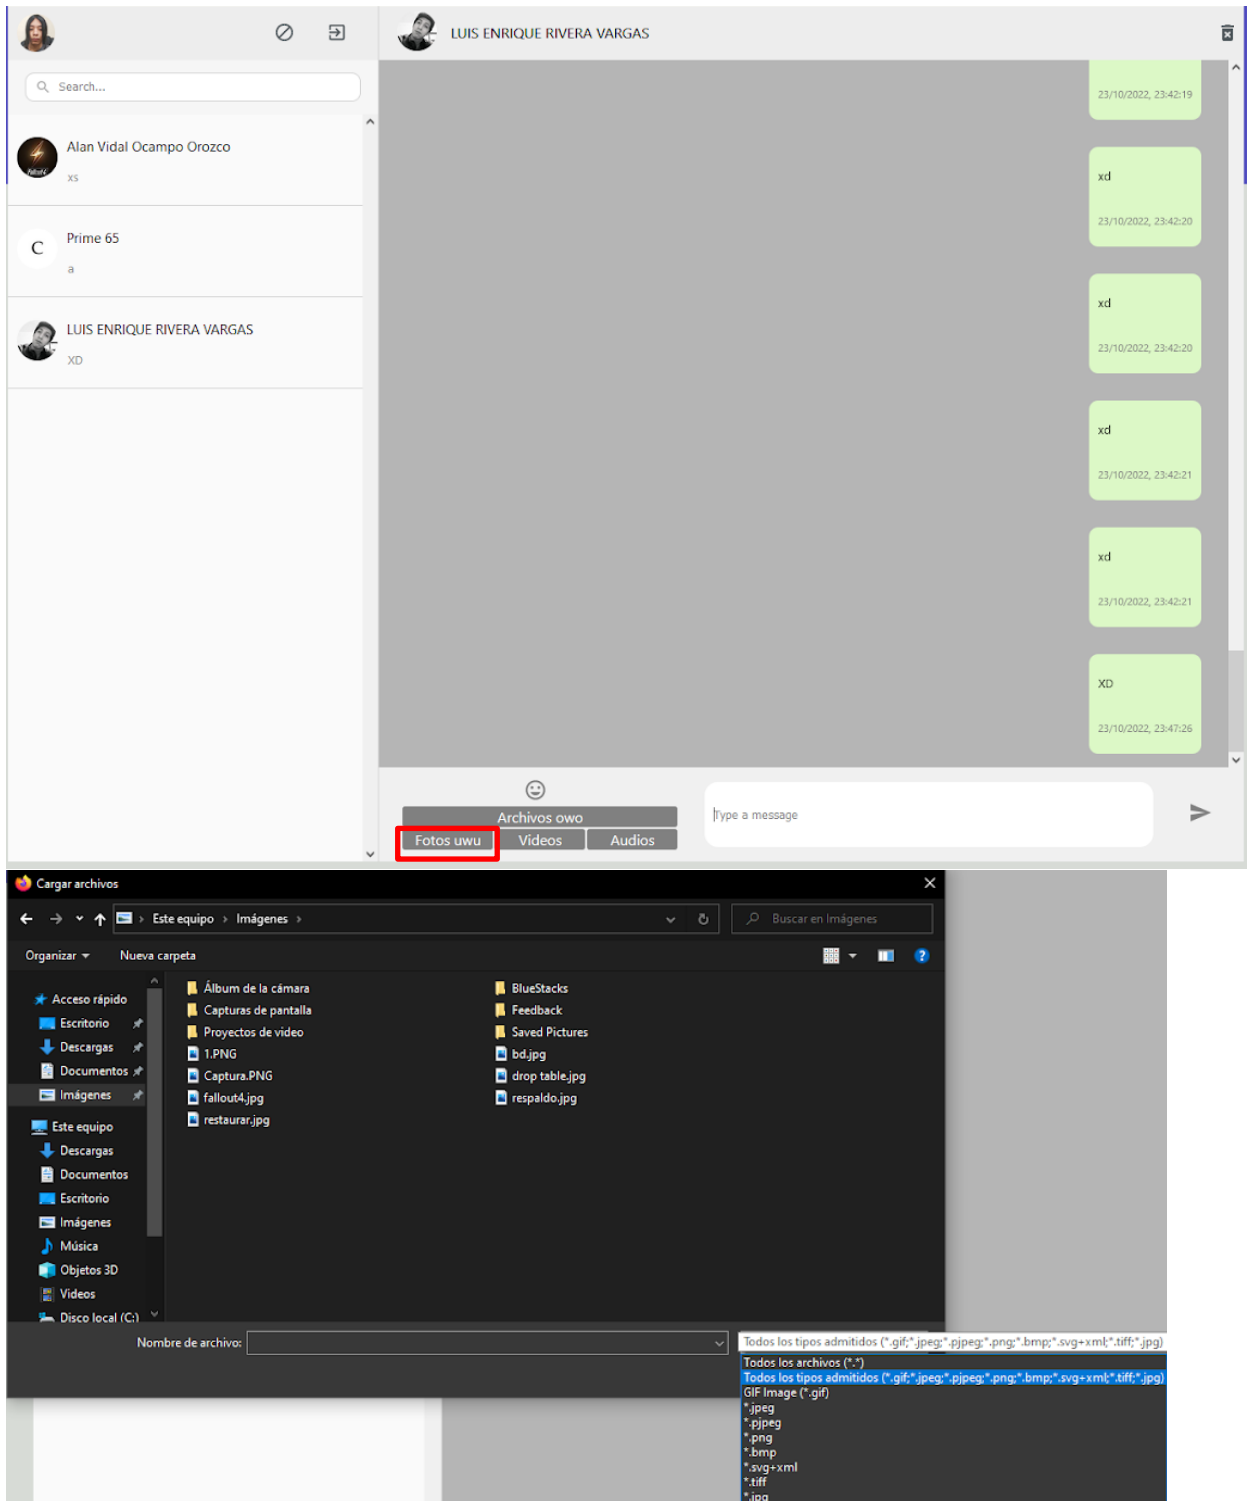 LUIS ENRIQUE RIVERA VARGAS
Search...
Alan Vidal Ocampo Orozco
xs
C
Prime 65
a
LUIS ENRIQUE RIVERA VARGAS
XD
23/10/2022, 23:42:19
xd
23/10/2022, 23:42:20
xd
23/10/2022, 23:42:20
xd
23/10/2022, 23:42:21
xd
23/10/2022, 23:42:21
XD
23/10/2022, 23:47:26
Archivos owo
Fotos uwu Videos Audios
Type a message
Cargar archivos
Este equipo > Imágenes >
Buscar en Imágenes
Organizar Nueva carpeta
Acceso rápido
Escritorio
Descargas
Documentos
Imágenes
Este equipo
Descargas
Documentos
Escritorio
Imágenes
Música
Objetos 3D
Videos
Disco local (C:)
Álbum de la cámara
Capturas de pantalla
Proyectos de video
1.PNG
Captura.PNG
fallout4.jpg
restaurar.jpg
BlueStacks
Feedback
Saved Pictures
bd.jpg
drop table.jpg
respaldo.jpg
Nombre de archivo:
Todos los tipos admitidos (*.gif;*.jpeg;*.pjpeg;*.png;*.bmp;*.svg+xml;*.tiff;*.jpg)
Todos los archivos (*.*)
Todos los tipos admitidos (*.gif;*.jpeg;*.pjpeg;*.png;*.bmp;*.svg+xml;*.tiff;*.jpg)
GIF Image (*.gif)
*.jpeg
*.pjpeg
*.png
*.bmp
*.svg+xml
*.tiff
*.jpg